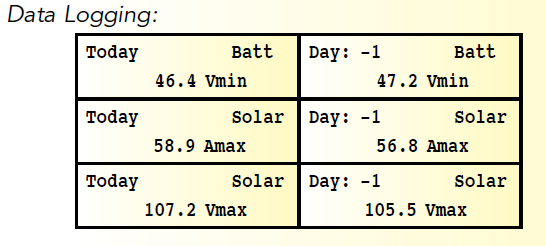 Data Logging:
Today Batt
46.4 Vmin
Day: -1 Batt
47.2 Vmin
Today Solar
58.9 Amax
Day: -1 Solar
56.8 Amax
Today Solar
107.2 Vmax
Day: -1 Solar
105.5 Vmax